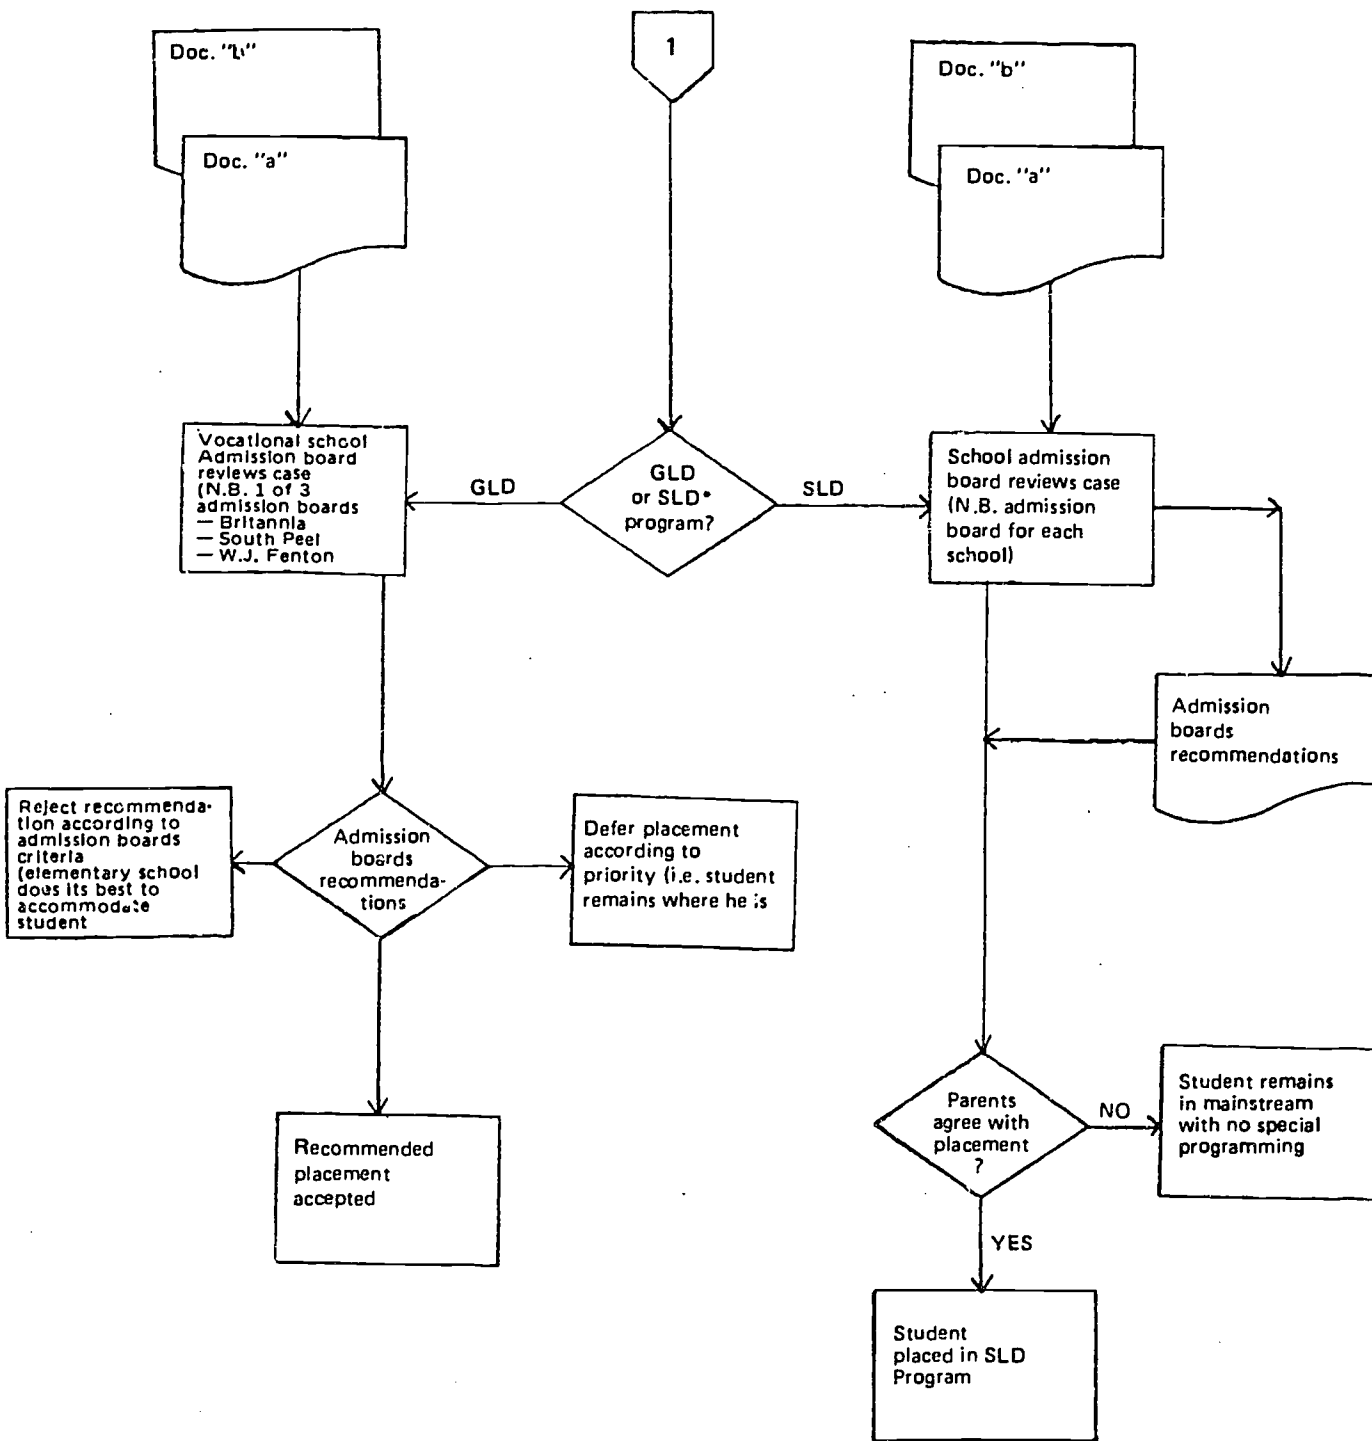 Doc. "b"
Doc. "a"
1
Doc. "b"
Doc. "a"
Vocational school
Admission board
reviews case
(N.B. 1 of 3
admission boards
— Britannia
— South Peel
— W.J. Fenton
GLD
GLD
or SLD*
program?
SLD
School admission
board reviews case
(N.B. admission
board for each
school)
Admission
boards
recommendations
Reject recommenda-
tion according to
admission boards
criteria
(elementary school
does its best to
accommodate
student
Admission
boards
recommenda-
tions
Defer placement
according to
priority (i.e. student
remains where he is
Recommended
placement
accepted
Parents
agree with
placement
?
NO
Student remains
in mainstream
with no special
programming
YES
Student
placed in SLD
Program